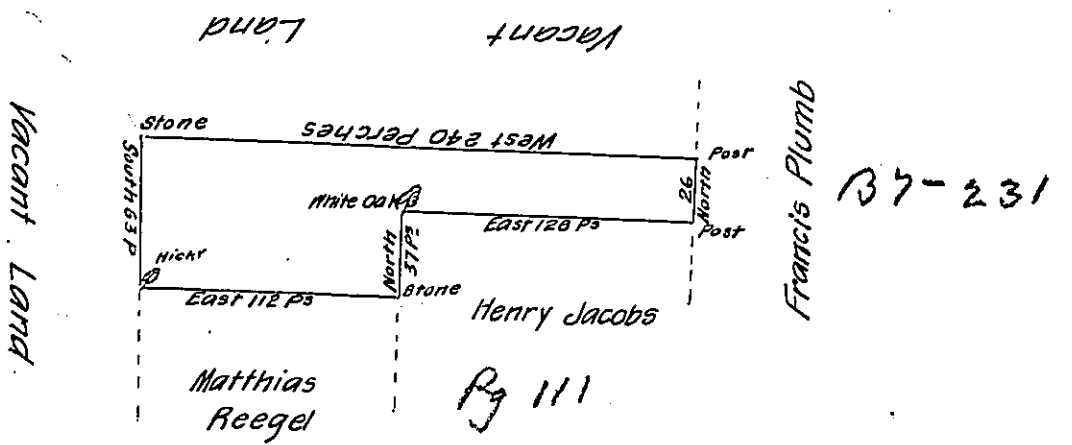 Vacant Land
Vacant Land
Stone
West 240 Perches
Post
South 63 P
White Oak
26
North
Francis Plumb
B7-231
East 128 Ps
Post
Hickr
North
37 Ps
East 112 Ps
Stone
Henry Jacobs
Matthias
Reegel
Pg 111